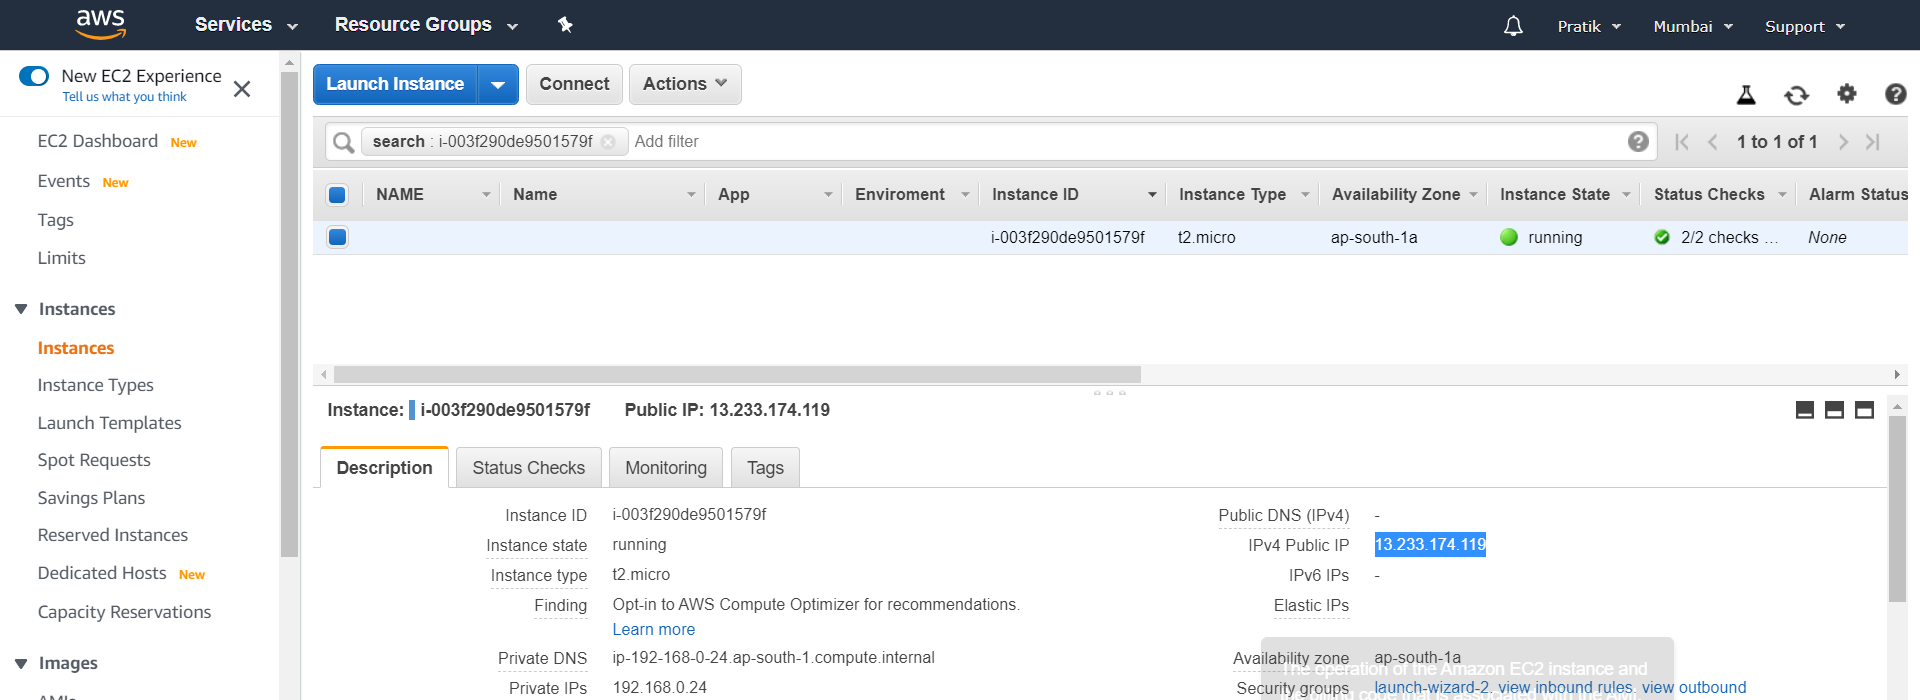 aws Services Resource Groups Pratik Mumbai Support
New EC2 Experience
Tell us what you think
EC2 Dashboard New
Events New
Tags
Limits
Instances
Instances
Instance Types
Launch Templates
Spot Requests
Savings Plans
Reserved Instances
Dedicated Hosts New
Capacity Reservations
Images
AMIs
Launch Instance Connect Actions
search : i-003f290de9501579f Add filter 1 to 1 of 1
NAME Name App Enviroment Instance ID Instance Type Availability Zone Instance State Status Checks Alarm Status
i-003f290de9501579f t2.micro ap-south-1a running 2/2 checks ... None
Instance: i-003f290de9501579f Public IP: 13.233.174.119
Description Status Checks Monitoring Tags
Instance ID i-003f290de9501579f
Instance state running
Instance type t2.micro
Finding Opt-in to AWS Compute Optimizer for recommendations.
Learn more
Private DNS ip-192-168-0-24.ap-south-1.compute.internal
Private IPs 192.168.0.24
Public DNS (IPv4) -
IPv4 Public IP 13.233.174.119
IPv6 IPs -
Elastic IPs
Availability zone ap-south-1a
The operation of the Amazon EC2 instance and
Security groups launch-wizard-2. view inbound rules. view outbound